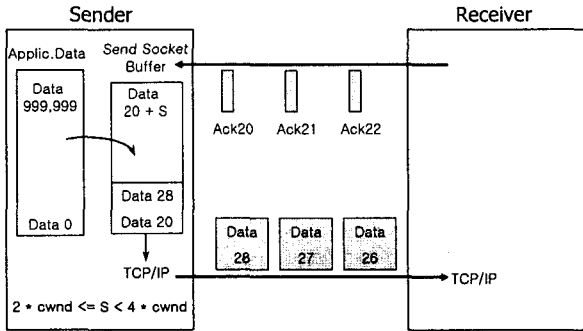 Sender
Receiver
Applic.Data
Send Socket
Buffer
Data
999,999
Data 0
Data
20 + S
Data 28
Data 20
TCP/IP
2 * cwnd <= S < 4 * cwnd
Ack20
Ack21
Ack22
Data
28
Data
27
Data
26
TCP/IP